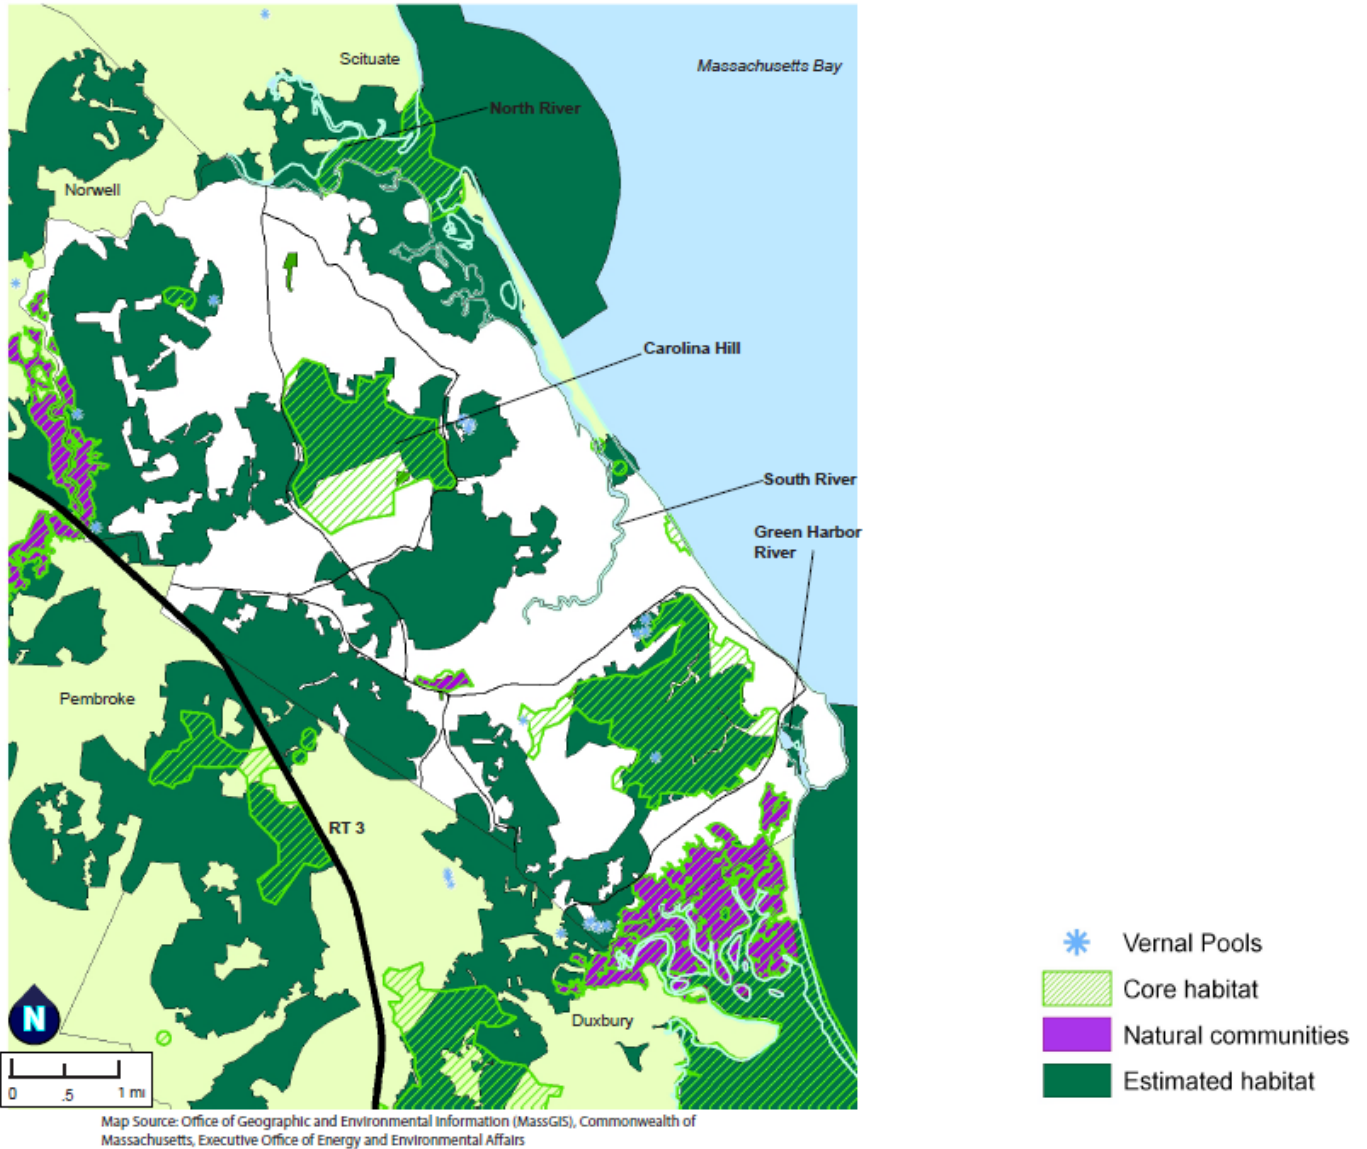 Scituate
Massachusetts Bay
North River
Norwell
Carolina Hill
South River
Green Harbor
River
Pembroke
RT 3
Vernal Pools
Core habitat
Natural communities
Estimated habitat
N
Duxbury
0 .5 1 mi
Map Source: Office of Geographic and Environmental Information (MassGIS), Commonwealth of
Massachusetts, Executive Office of Energy and Environmental Affairs